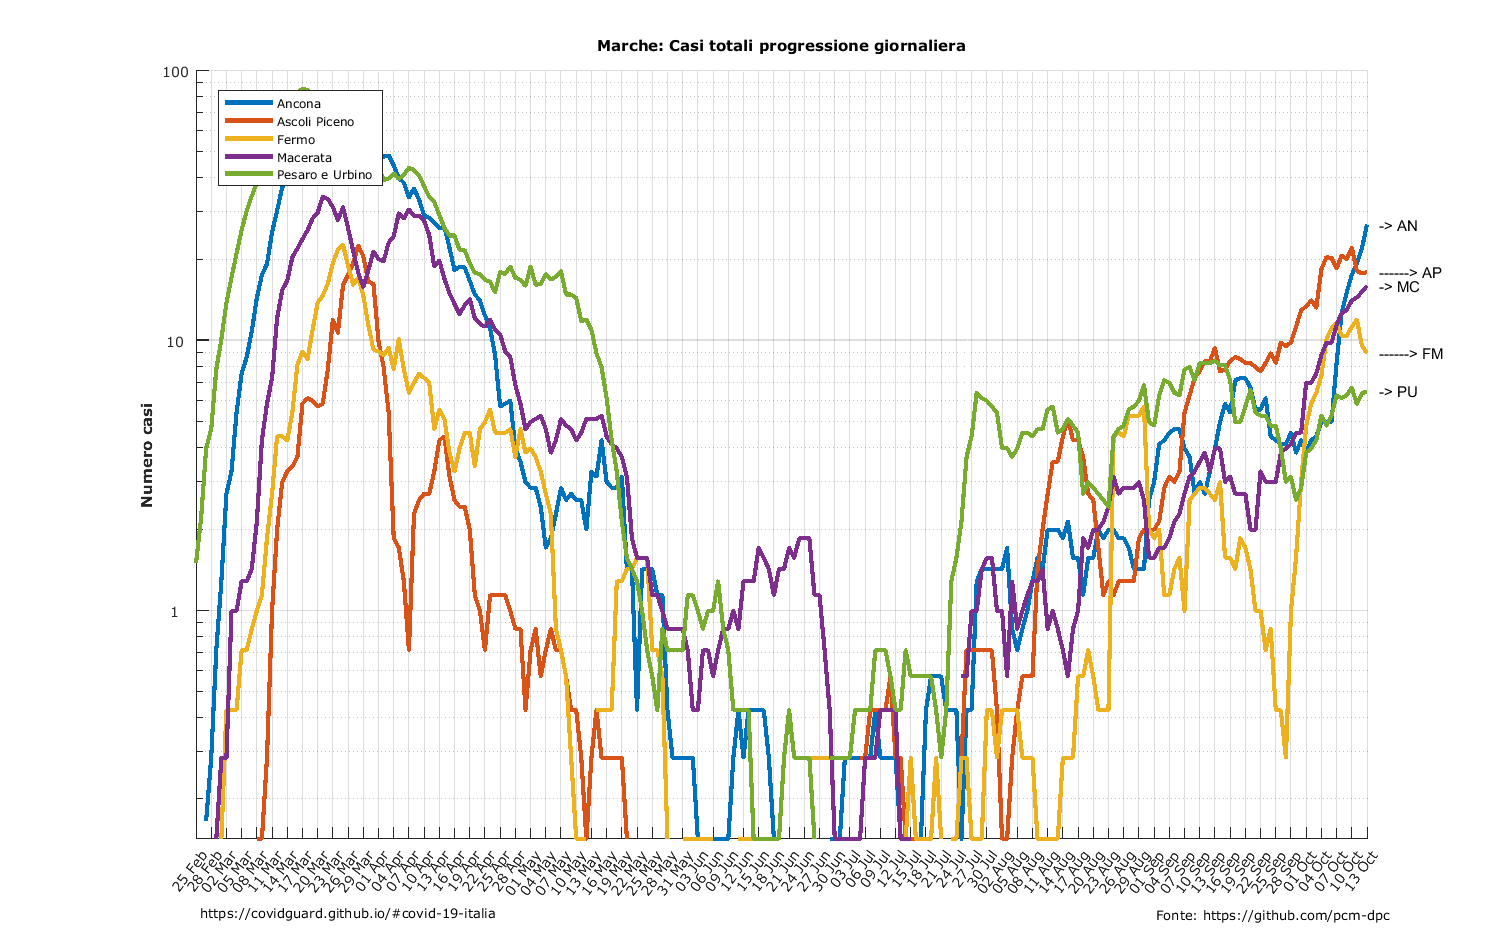 Marche: Casi totali progressione giornaliera
100
10
1
Numero casi
Ancona
Ascoli Piceno
Fermo
Macerata
Pesaro e Urbino
-> AN
------> AP
-> MC
------> FM
-> PU
25 Feb
28 Feb
02 Mar
05 Mar
08 Mar
11 Mar
14 Mar
17 Mar
20 Mar
23 Mar
26 Mar
29 Mar
01 Apr
04 Apr
07 Apr
10 Apr
13 Apr
16 Apr
19 Apr
22 Apr
25 Apr
28 Apr
01 May
04 May
07 May
10 May
13 May
16 May
19 May
22 May
25 May
28 May
31 May
03 Jun
06 Jun
09 Jun
12 Jun
15 Jun
18 Jun
21 Jun
24 Jun
27 Jun
30 Jun
03 Jul
06 Jul
09 Jul
12 Jul
15 Jul
18 Jul
21 Jul
24 Jul
27 Jul
30 Jul
02 Aug
05 Aug
08 Aug
11 Aug
14 Aug
17 Aug
20 Aug
23 Aug
26 Aug
29 Aug
01 Sep
04 Sep
07 Sep
10 Sep
13 Sep
16 Sep
19 Sep
22 Sep
25 Sep
28 Sep
01 Oct
04 Oct
07 Oct
10 Oct
13 Oct
https://covidguard.github.io/#covid-19-italia
Fonte: https://github.com/pcm-dpc